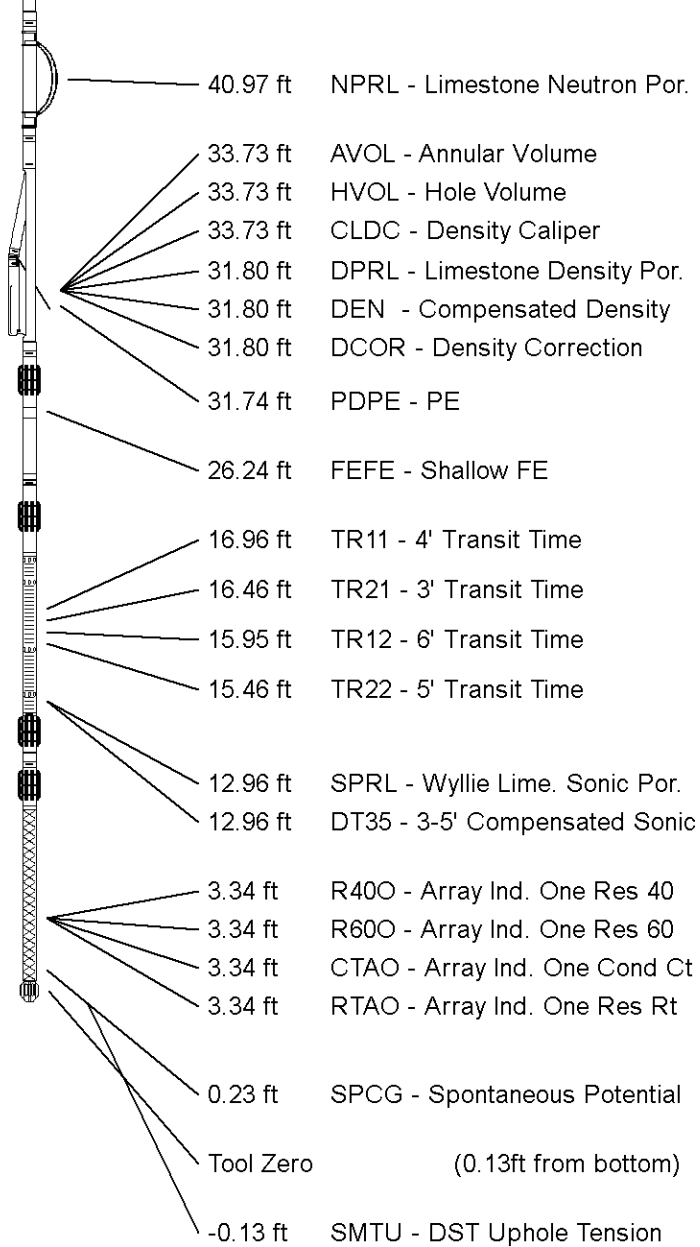 40.97 ft NPRL - Limestone Neutron Por.
33.73 ft AVOL - Annular Volume
33.73 ft HVOL - Hole Volume
33.73 ft CLDC - Density Caliper
31.80 ft DPRL - Limestone Density Por.
31.80 ft DEN - Compensated Density
31.80 ft DCOR - Density Correction
31.74 ft PDPE - PE
26.24 ft FEFE - Shallow FE
16.96 ft TR11 - 4' Transit Time
16.46 ft TR21 - 3' Transit Time
15.95 ft TR12 - 6' Transit Time
15.46 ft TR22 - 5' Transit Time
12.96 ft SPRL - Wyllie Lime. Sonic Por.
12.96 ft DT35 - 3-5' Compensated Sonic
3.34 ft R40O - Array Ind. One Res 40
3.34 ft R60O - Array Ind. One Res 60
3.34 ft CTAO - Array Ind. One Cond Ct
3.34 ft RTAO - Array Ind. One Res Rt
0.23 ft SPCG - Spontaneous Potential
Tool Zero (0.13ft from bottom)
-0.13 ft SMTU - DST Uphole Tension